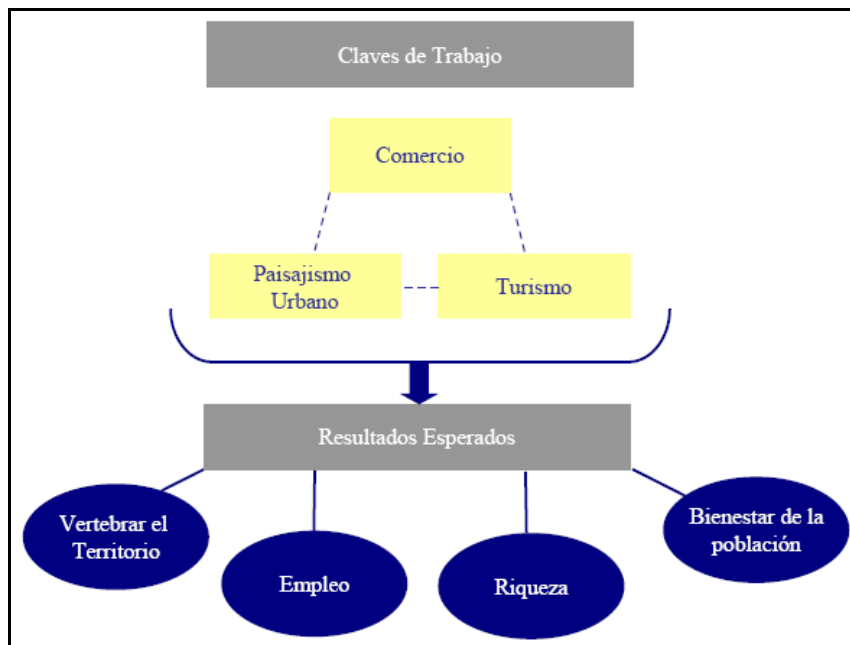 Claves de Trabajo
Comercio
Paisajismo
Urbano
Turismo
Resultados Esperados
Vertebrar el
Territorio
Empleo
Riqueza
Bienestar de la
población